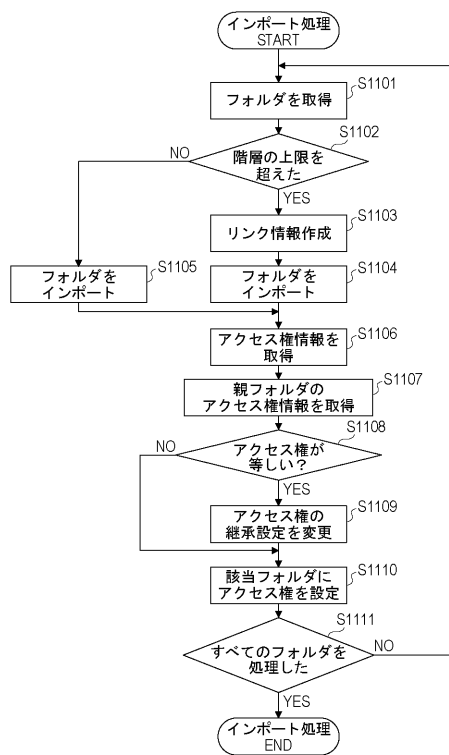 インポート処理
START
S1101
フォルダを取得
S1102
NO
階層の上限を
超えた
YES
S1103
リンク情報作成
S1105
S1104
フォルダを
インポート
フォルダを
インポート
S1106
アクセス権情報を
取得
S1107
親フォルダの
アクセス権情報を取得
S1108
NO
アクセス権が
等しい？
YES
S1109
アクセス権の
継承設定を変更
S1110
該当フォルダに
アクセス権を設定
S1111
すべてのフォルダを
処理した
NO
YES
インポート処理
END